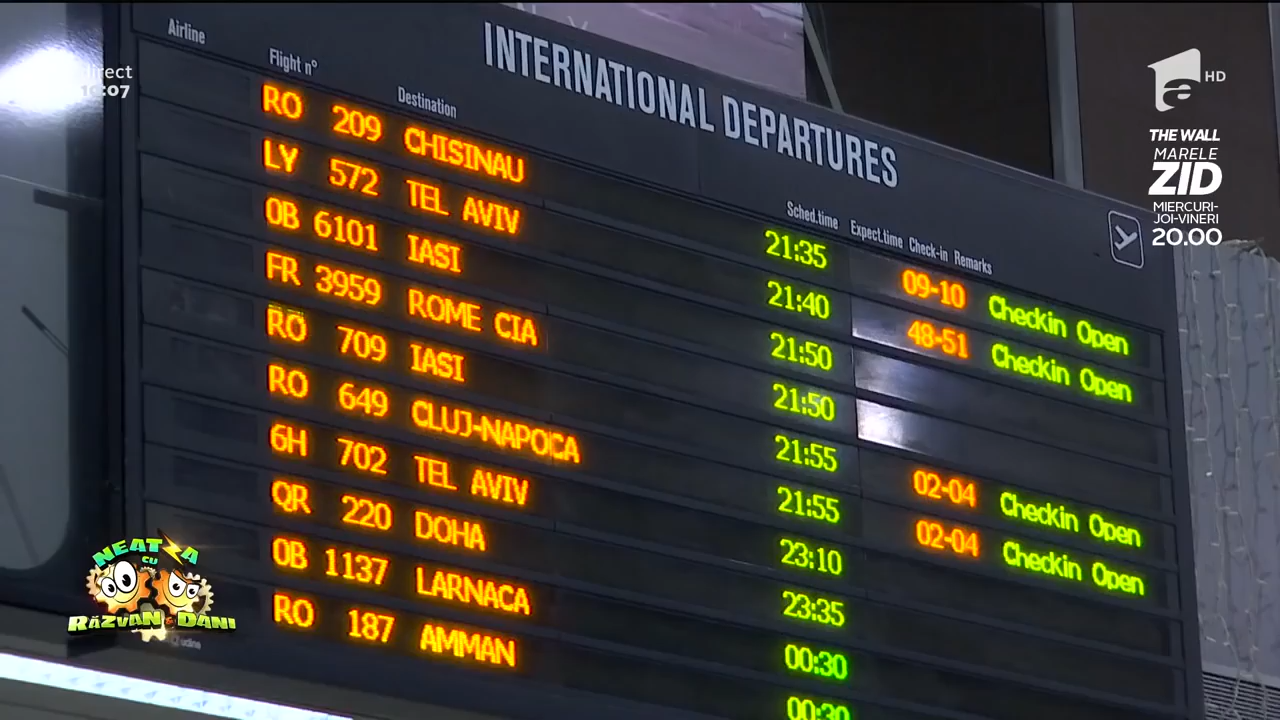 INTERNATIONAL DEPARTURES
Airline Flight n° Destination Sched.time Expect.time Check-in Remarks
RO 209 CHISINAU 21:35 09-10 Checkin Open
LY 572 TEL AVIV 21:40 48-51 Checkin Open
0B 6101 IASI 21:50
FR 3959 ROME CIA 21:50
RO 709 IASI 21:55 02-04 Checkin Open
RO 649 CLUJ-NAPOCA 21:55 02-04 Checkin Open
6H 702 TEL AVIV 23:10
QR 220 DOHA 23:35
0B 1137 LARNACA 00:30
RO 187 AMMAN 00:30
direct
a HD
THE WALL
MARELE
ZID
MIERCURI-
JOI-VINERI
20.00
NEATZA
CU
RĂZVAN & DANI